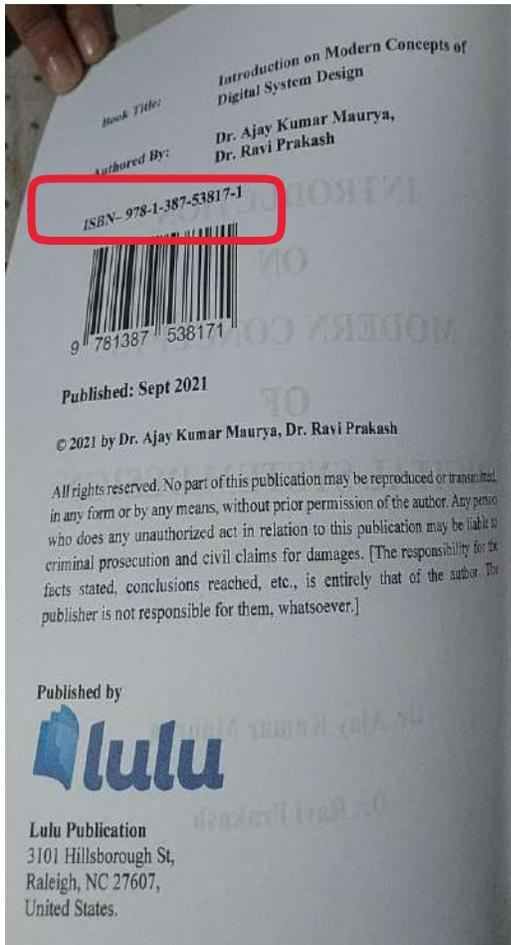 Book Title:
Introduction on Modern Concepts of
Digital System Design
Authored By:
Dr. Ajay Kumar Maurya,
Dr. Ravi Prakash
ISBN– 978-1-387-53817-1
9 781387 538171
Published: Sept 2021
© 2021 by Dr. Ajay Kumar Maurya, Dr. Ravi Prakash
All rights reserved. No part of this publication may be reproduced or transmitted,
in any form or by any means, without prior permission of the author. Any person
who does any unauthorized act in relation to this publication may be liable to
criminal prosecution and civil claims for damages. [The responsibility for the
facts stated, conclusions reached, etc., is entirely that of the author. The
publisher is not responsible for them, whatsoever.]
Published by
lulu
Lulu Publication
3101 Hillsborough St,
Raleigh, NC 27607,
United States.